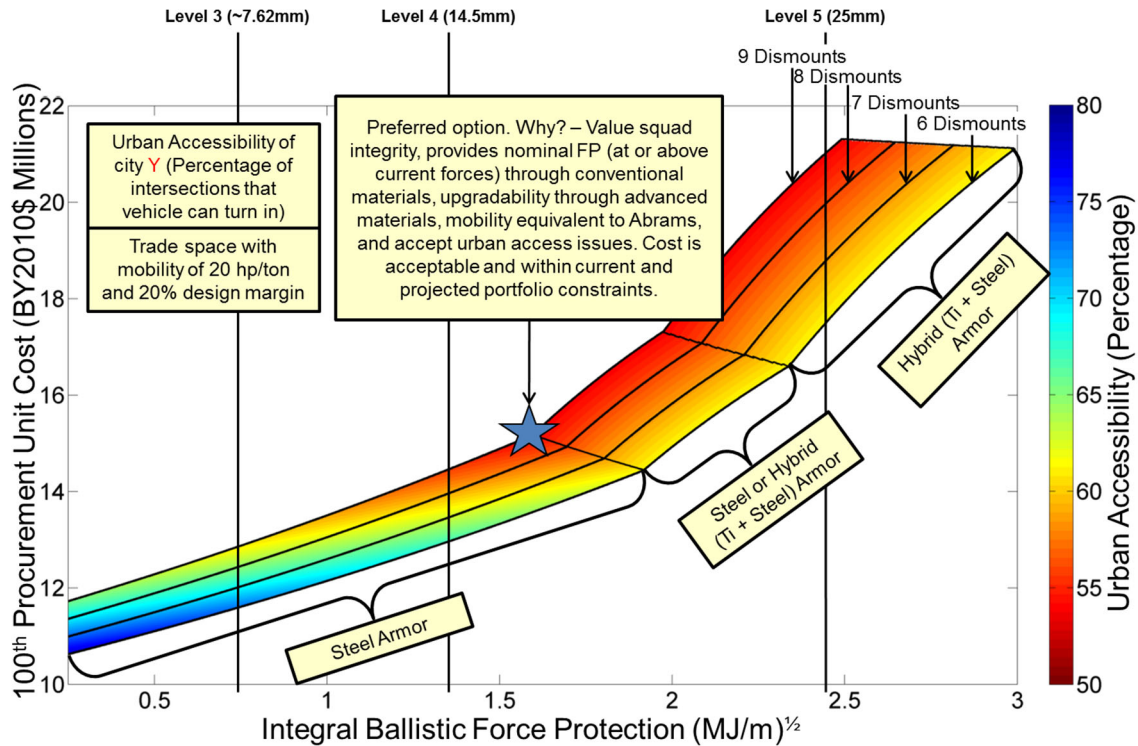 Level 3 (~7.62mm)
Level 4 (14.5mm)
Level 5 (25mm)
9 Dismounts
8 Dismounts
7 Dismounts
6 Dismounts
100th Procurement Unit Cost (BY2010$ Millions)
22
20
18
16
14
12
10
Urban Accessibility of
city Y (Percentage of
intersections that
vehicle can turn in)
Trade space with
mobility of 20 hp/ton
and 20% design margin
Preferred option. Why? – Value squad
integrity, provides nominal FP (at or above
current forces) through conventional
materials, upgradability through advanced
materials, mobility equivalent to Abrams,
and accept urban access issues. Cost is
acceptable and within current and
projected portfolio constraints.
Steel Armor
Steel or Hybrid
(Ti + Steel) Armor
Hybrid (Ti + Steel)
Armor
0.5
1
1.5
2
2.5
3
Integral Ballistic Force Protection (MJ/m)½
80
75
70
65
60
55
50
Urban Accessibility (Percentage)